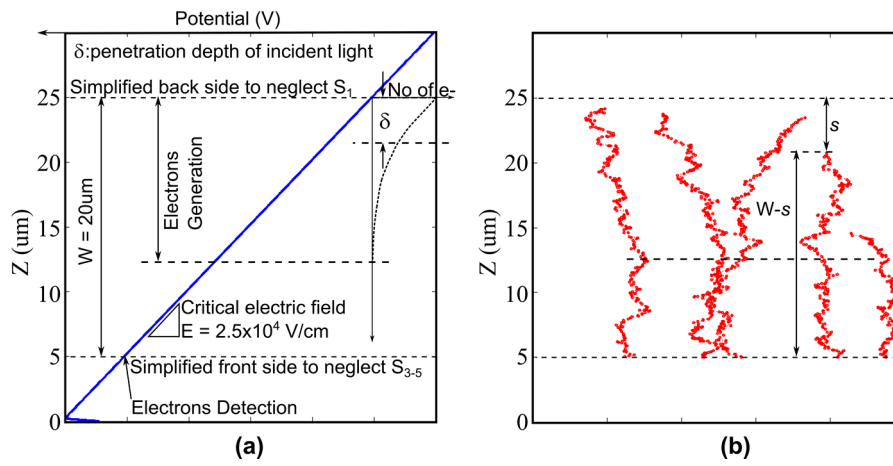 Potential (V)
δ:penetration depth of incident light
Simplified back side to neglect S1
No of e-
δ
Electrons
Generation
W = 20um
Critical electric field
E = 2.5x10⁴ V/cm
Simplified front side to neglect S3-5
Electrons Detection
Z (um)
25
20
15
10
5
0
(a)
s
W-s
Z (um)
25
20
15
10
5
0
(b)